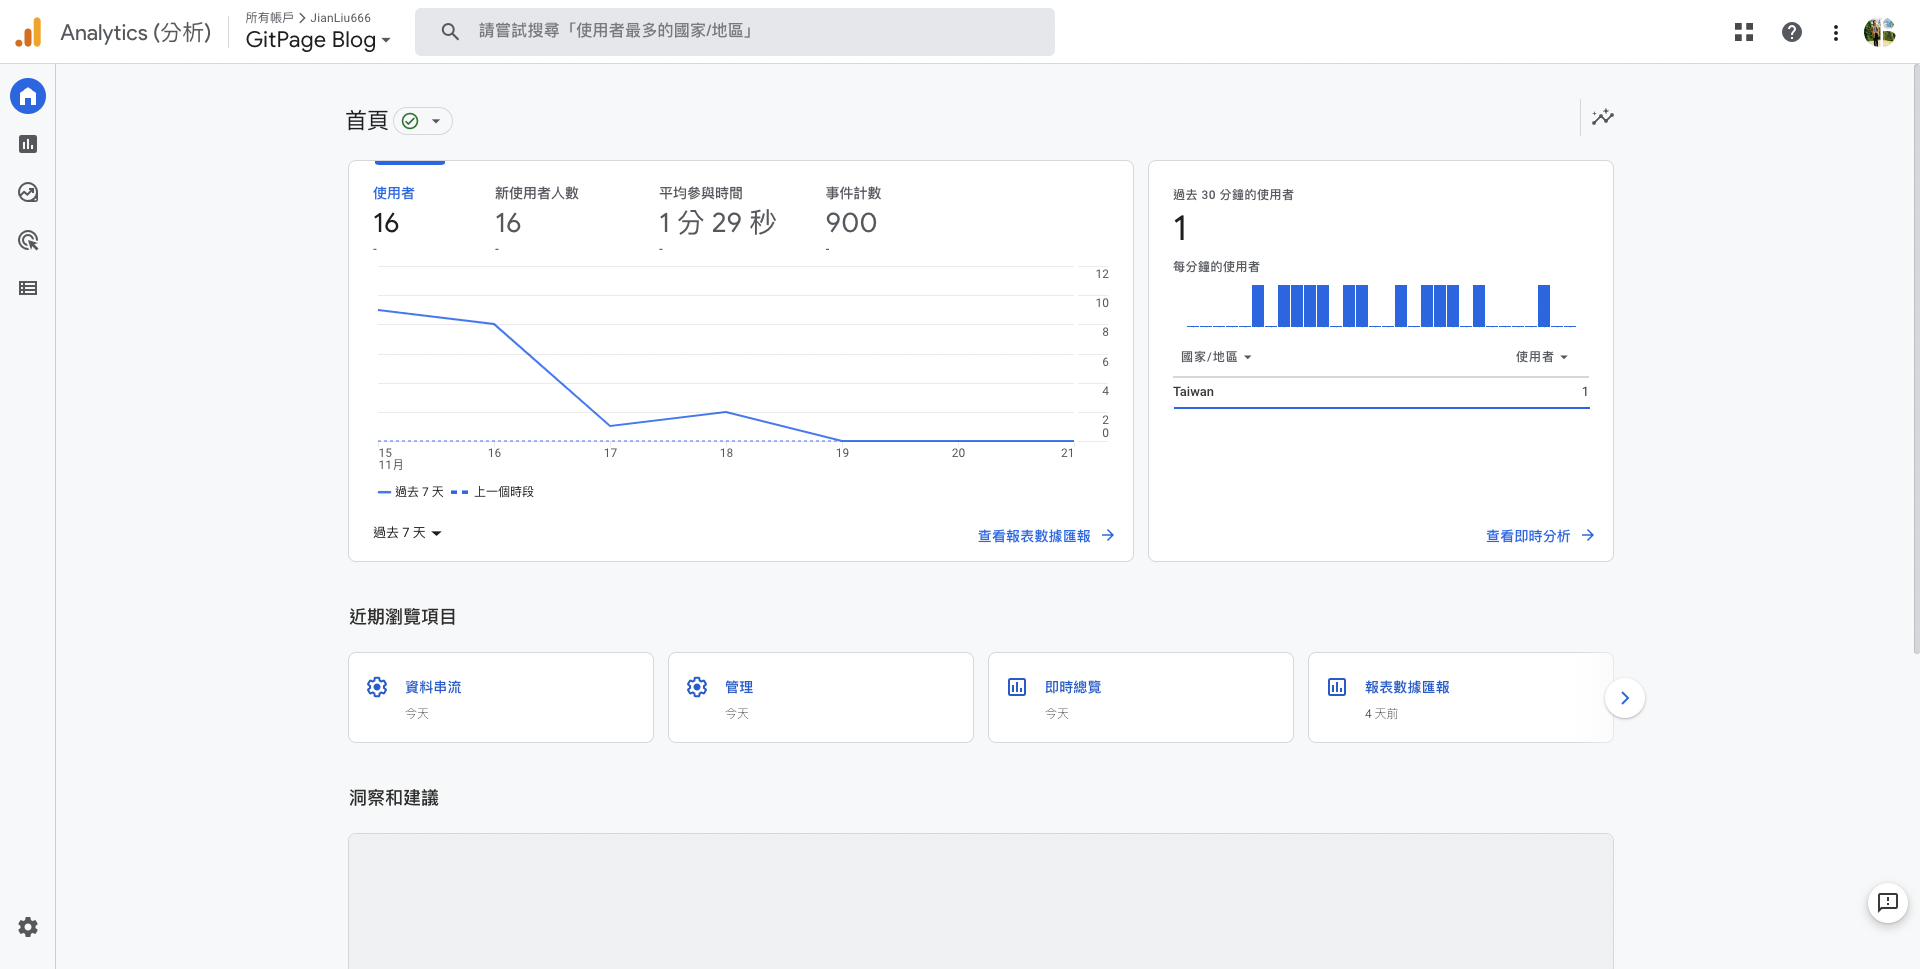 Analytics (分析)
所有帳戶 > JianLiu666
GitPage Blog
請嘗試搜尋「使用者最多的國家/地區」
首頁
使用者
16
-
新使用者人數
16
-
平均參與時間
1 分 29 秒
-
事件計數
900
-
12
10
8
6
4
2
0
15
11月
16
17
18
19
20
21
過去 7 天
上一個時段
過去 7 天
查看報表數據匯報
過去 30 分鐘的使用者
1
每分鐘的使用者
國家/地區
使用者
Taiwan
1
查看即時分析
近期瀏覽項目
資料串流
今天
管理
今天
即時總覽
今天
報表數據匯報
4 天前
洞察和建議